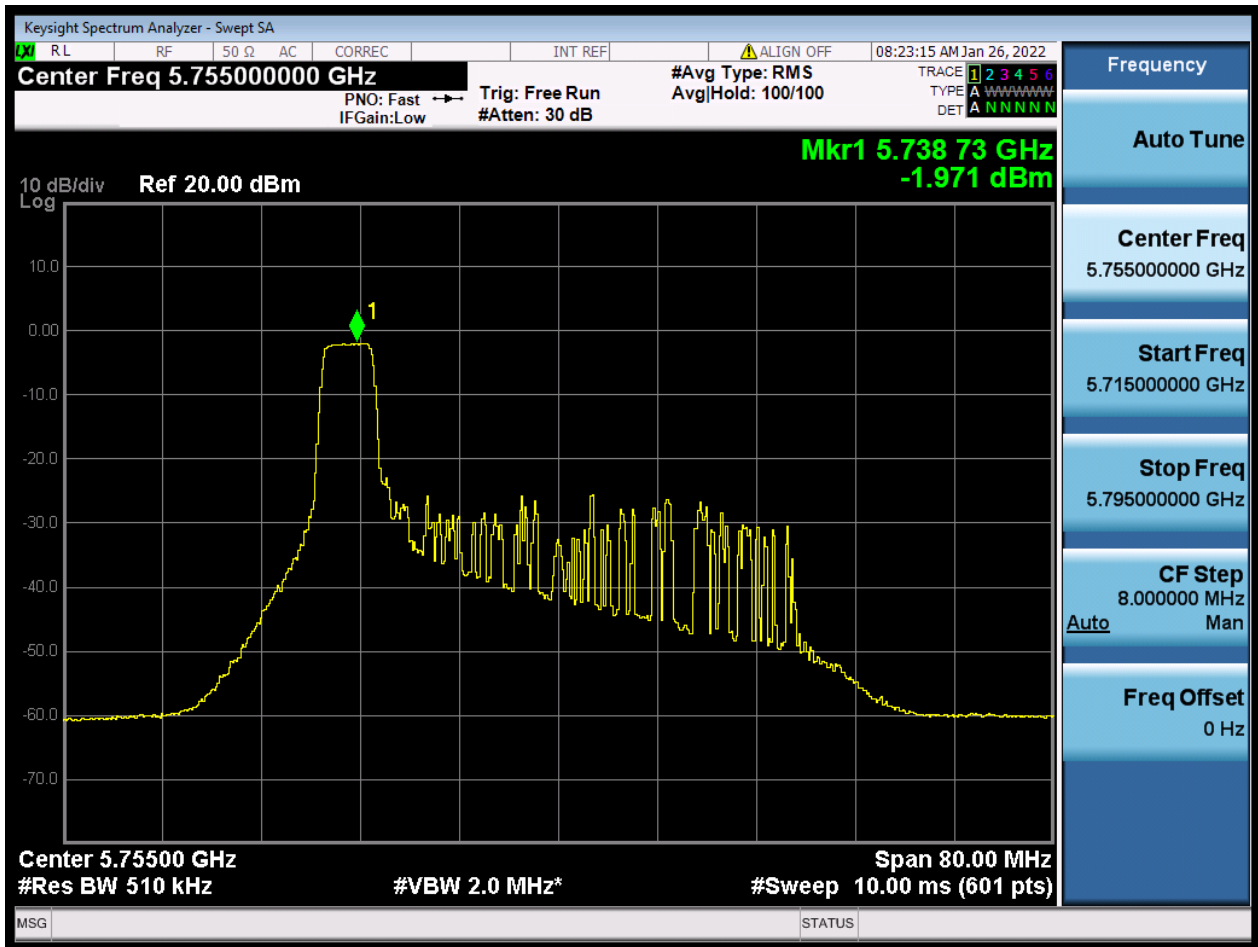 Keysight Spectrum Analyzer - Swept SA
LXI RL RF 50 Ω AC CORREC INT REF ALIGN OFF 08:23:15 AM Jan 26, 2022
Center Freq 5.755000000 GHz
PNO: Fast
IFGain:Low
Trig: Free Run
#Atten: 30 dB
#Avg Type: RMS
Avg|Hold: 100/100
TRACE 1 2 3 4 5 6
TYPE A WWWWW
DET A N N N N N
Mkr1 5.738 73 GHz
-1.971 dBm
10 dB/div Ref 20.00 dBm
Log
10.0
1
0.00
-10.0
-20.0
-30.0
-40.0
-50.0
-60.0
-70.0
Center 5.75500 GHz Span 80.00 MHz
#Res BW 510 kHz #VBW 2.0 MHz* #Sweep 10.00 ms (601 pts)
MSG STATUS
Frequency
Auto Tune
Center Freq
5.755000000 GHz
Start Freq
5.715000000 GHz
Stop Freq
5.795000000 GHz
CF Step
8.000000 MHz
Auto Man
Freq Offset
0 Hz